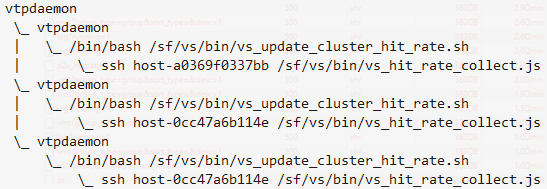 vtpdaemon
 \_ vtpdaemon
 |   \_ /bin/bash /sf/vs/bin/vs_update_cluster_hit_rate.sh
 |       \_ ssh host-a0369f0337bb /sf/vs/bin/vs_hit_rate_collect.js
 \_ vtpdaemon
 |   \_ /bin/bash /sf/vs/bin/vs_update_cluster_hit_rate.sh
 |       \_ ssh host-0cc47a6b114e /sf/vs/bin/vs_hit_rate_collect.js
 \_ vtpdaemon
     \_ /bin/bash /sf/vs/bin/vs_update_cluster_hit_rate.sh
         \_ ssh host-0cc47a6b114e /sf/vs/bin/vs_hit_rate_collect.js